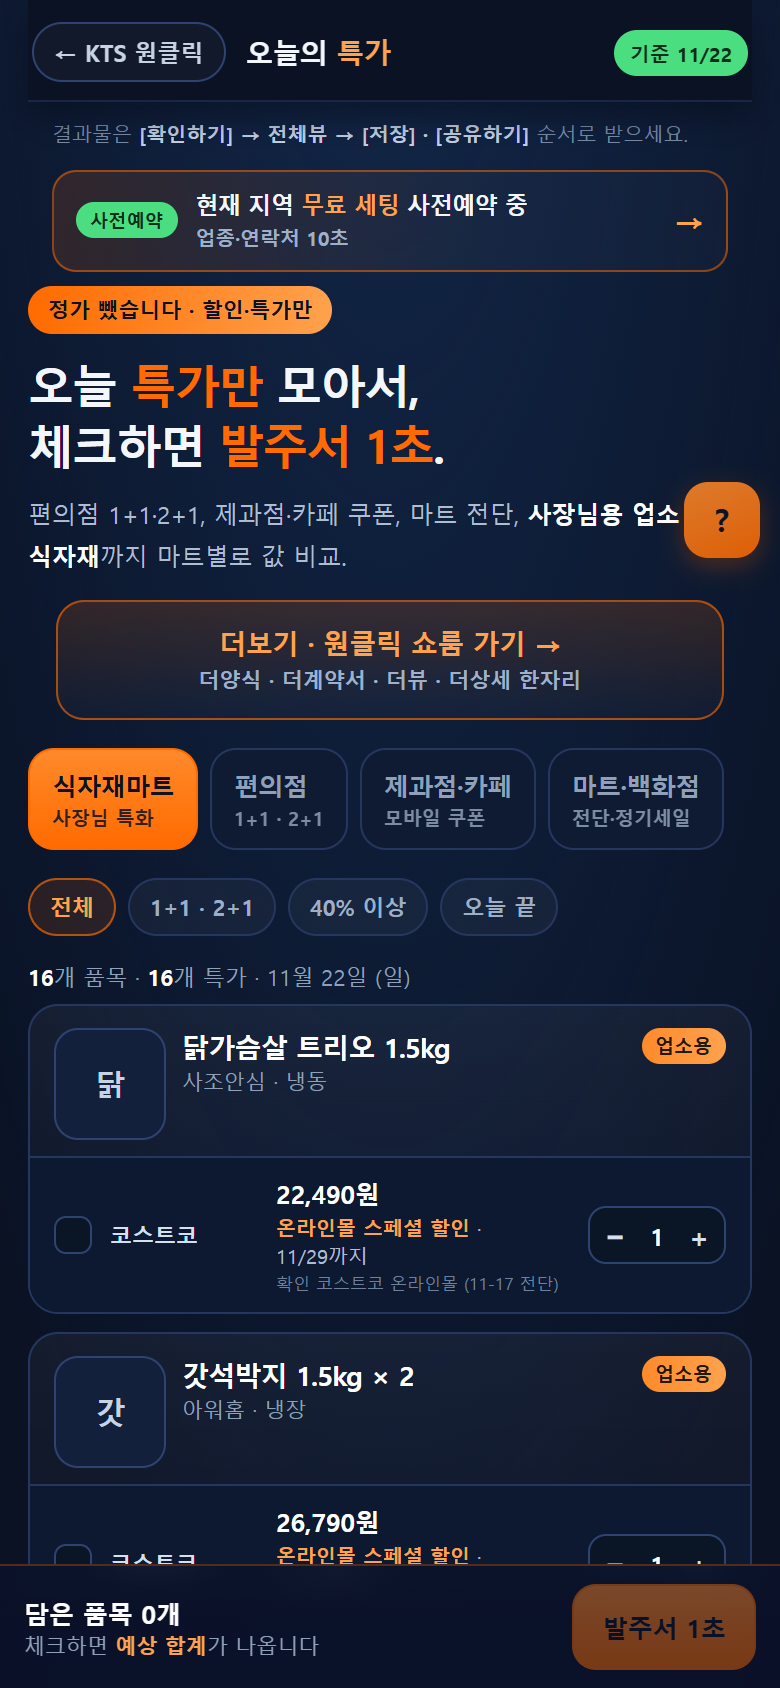 ← KTS 원클릭
오늘의 특가
기준 11/22
결과물은 [확인하기] → 전체뷰 → [저장] · [공유하기] 순서로 받으세요.
사전예약
현재 지역 무료 세팅 사전예약 중
업종·연락처 10초
→
정가 뺐습니다 · 할인·특가만
오늘 특가만 모아서,
체크하면 발주서 1초.
편의점 1+1·2+1, 제과점·카페 쿠폰, 마트 전단, 사장님용 업소
식자재까지 마트별로 값 비교.
?
더보기 · 원클릭 쇼룸 가기 →
더양식 · 더계약서 · 더뷰 · 더상세 한자리
식자재마트
사장님 특화
편의점
1+1 · 2+1
제과점·카페
모바일 쿠폰
마트·백화점
전단·정기세일
전체
1+1 · 2+1
40% 이상
오늘 끝
16개 품목 · 16개 특가 · 11월 22일 (일)
닭
닭가슴살 트리오 1.5kg
사조안심 · 냉동
업소용
코스트코
22,490원
온라인몰 스페셜 할인 ·
11/29까지
확인 코스트코 온라인몰 (11-17 전단)
− 1 +
갓
갓석박지 1.5kg × 2
아워홈 · 냉장
업소용
코스트코
26,790원
온라인몰 스페셜 할인 ·
− 1 +
담은 품목 0개
체크하면 예상 합계가 나옵니다
발주서 1초